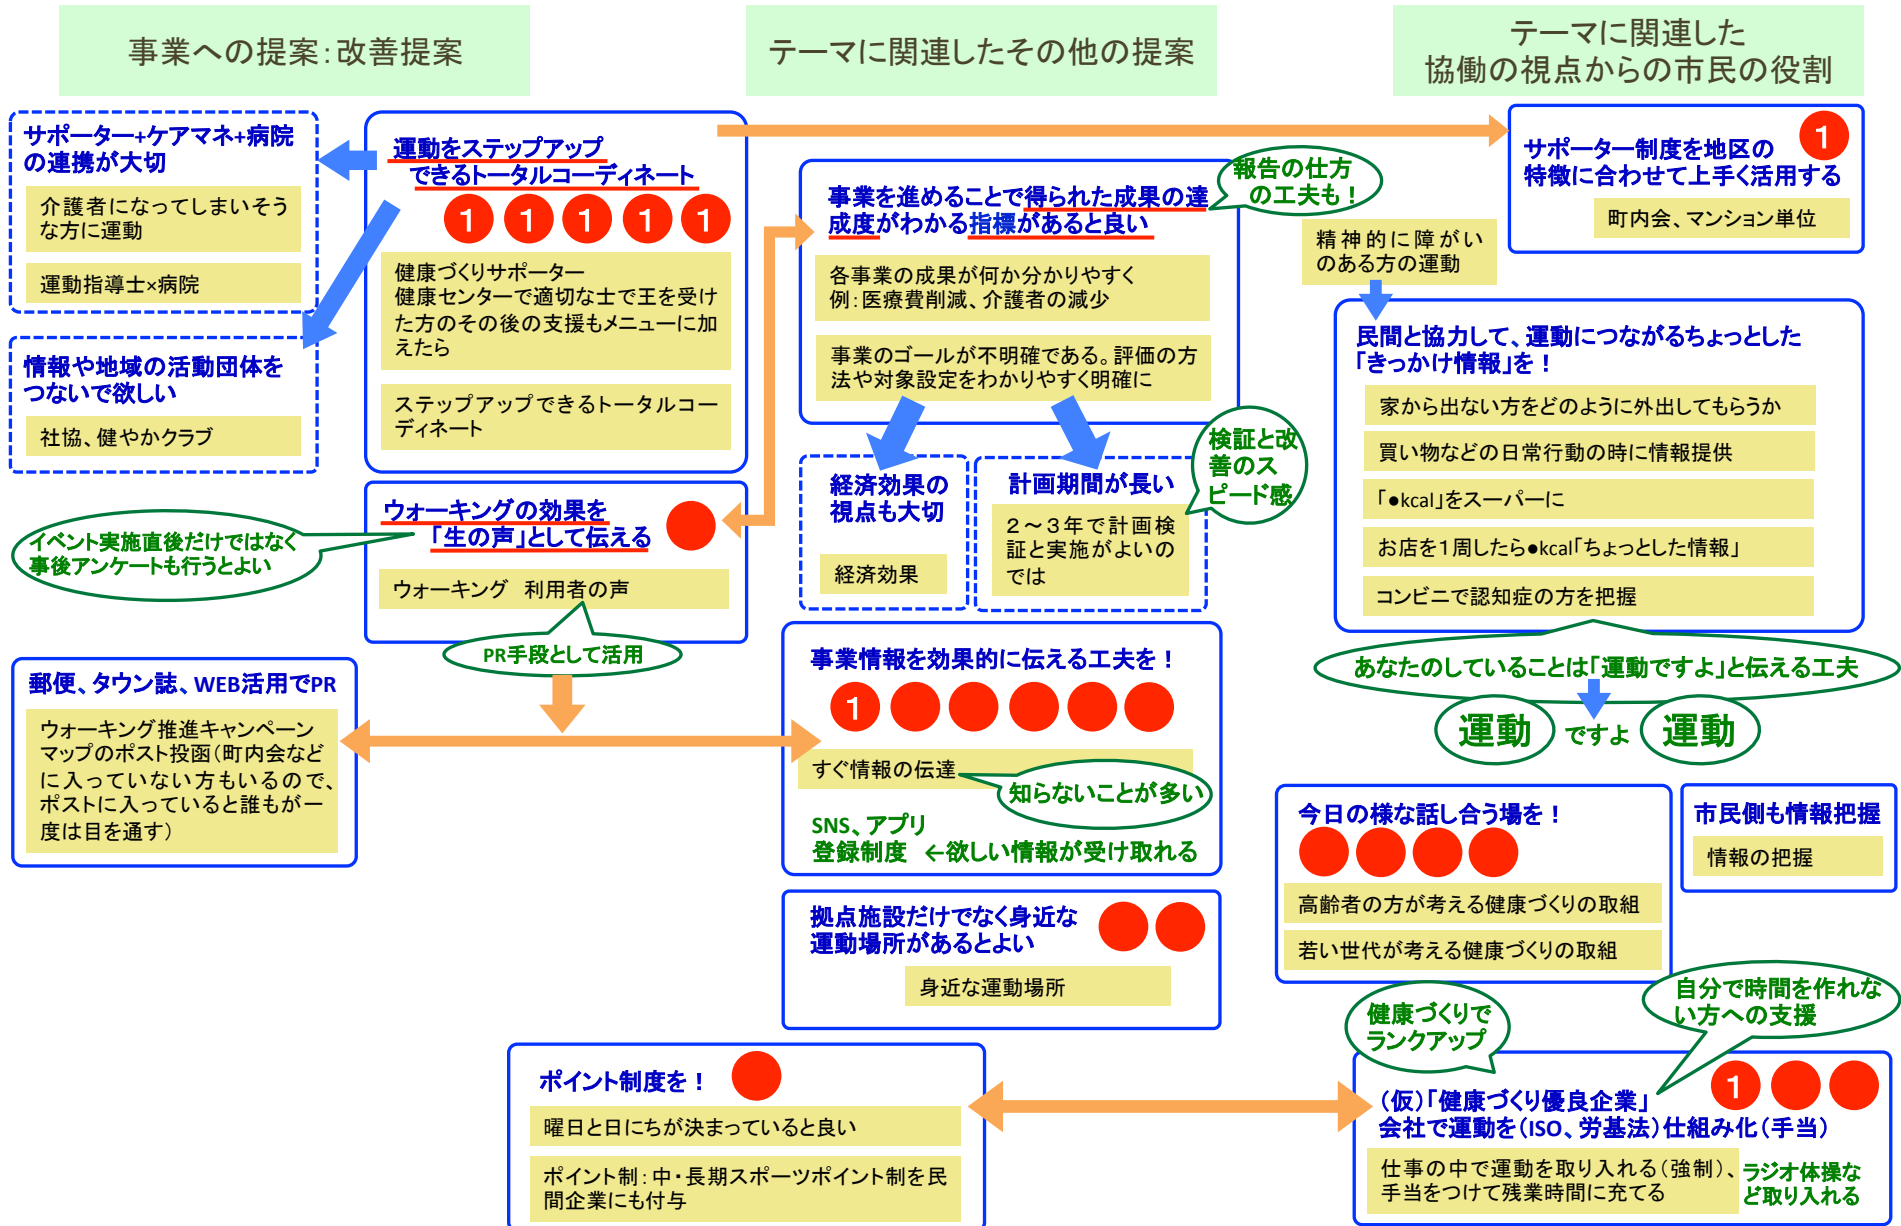 事業への提案：改善提案
テーマに関連したその他の提案
テーマに関連した
協働の視点からの市民の役割
サポーター+ケアマネ+病院
の連携が大切
介護者になってしまいそう
な方に運動
運動指導士×病院
情報や地域の活動団体を
つないで欲しい
社協、健やかクラブ
運動をステップアップ
できるトータルコーディネート
1 1 1 1 1
健康づくりサポーター
健康センターで適切な士で王を受け
た方のその後の支援もメニューに加
えたら
ステップアップできるトータルコー
ディネート
ウォーキングの効果を
「生の声」として伝える
ウォーキング　利用者の声
イベント実施直後だけではなく
事後アンケートも行うとよい
PR手段として活用
郵便、タウン誌、WEB活用でPR
ウォーキング推進キャンペーン
マップのポスト投函（町内会など
に入っていない方もいるので、
ポストに入っていると誰もが一
度は目を通す）
事業を進めることで得られた成果の達
成度がわかる指標があると良い
報告の仕方
の工夫も！
各事業の成果が何か分かりやすく
例：医療費削減、介護者の減少
事業のゴールが不明確である。評価の方
法や対象設定をわかりやすく明確に
経済効果の
視点も大切
経済効果
計画期間が長い
２～３年で計画検
証と実施がよいの
では
検証と改
善のス
ピード感
事業情報を効果的に伝える工夫を！
1
すぐ情報の伝達
知らないことが多い
SNS、アプリ
登録制度　←欲しい情報が受け取れる
拠点施設だけでなく身近な
運動場所があるとよい
身近な運動場所
ポイント制度を！
曜日と日にちが決まっていると良い
ポイント制：中・長期スポーツポイント制を民
間企業にも付与
1
サポーター制度を地区の
特徴に合わせて上手く活用する
町内会、マンション単位
精神的に障がい
のある方の運動
民間と協力して、運動につながるちょっとした
「きっかけ情報」を！
家から出ない方をどのように外出してもらうか
買い物などの日常行動の時に情報提供
「●kcal」をスーパーに
お店を１周したら●kcal「ちょっとした情報」
コンビニで認知症の方を把握
あなたのしていることは「運動ですよ」と伝える工夫
運動 ですよ 運動
今日の様な話し合う場を！
高齢者の方が考える健康づくりの取組
若い世代が考える健康づくりの取組
市民側も情報把握
情報の把握
健康づくりで
ランクアップ
自分で時間を作れな
い方への支援
1
（仮）「健康づくり優良企業」
会社で運動を（ISO、労基法）仕組み化（手当）
仕事の中で運動を取り入れる（強制）、
手当をつけて残業時間に充てる
ラジオ体操な
ど取り入れる